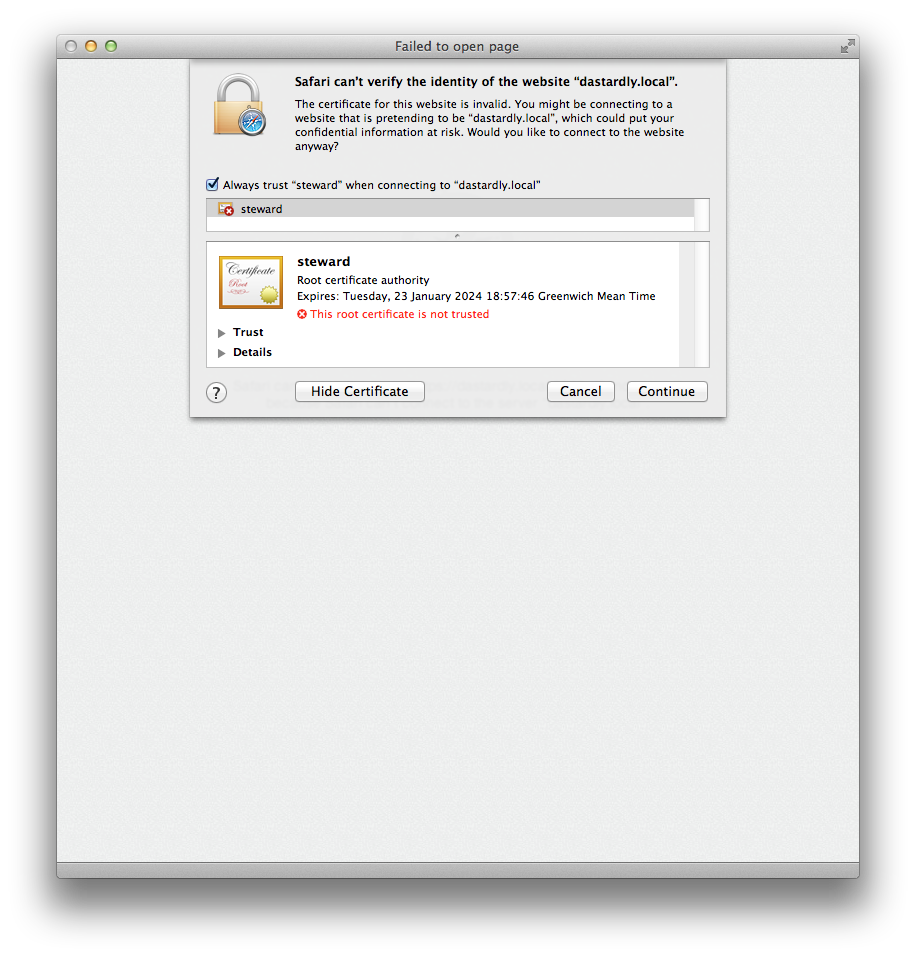 Failed to open page
Safari can't verify the identity of the website “dastardly.local”.
The certificate for this website is invalid. You might be connecting to a
website that is pretending to be “dastardly.local”, which could put your
confidential information at risk. Would you like to connect to the website
anyway?
Always trust “steward” when connecting to “dastardly.local”
steward
Certificate
Root
steward
Root certificate authority
Expires: Tuesday, 23 January 2024 18:57:46 Greenwich Mean Time
This root certificate is not trusted
Trust
Details
?
Hide Certificate
Cancel
Continue